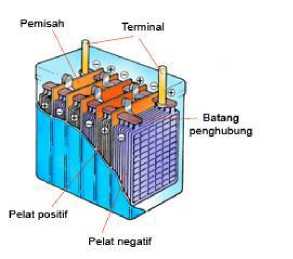 Pemisah
Terminal
Batang
penghubung
Pelat positif
Pelat negatif